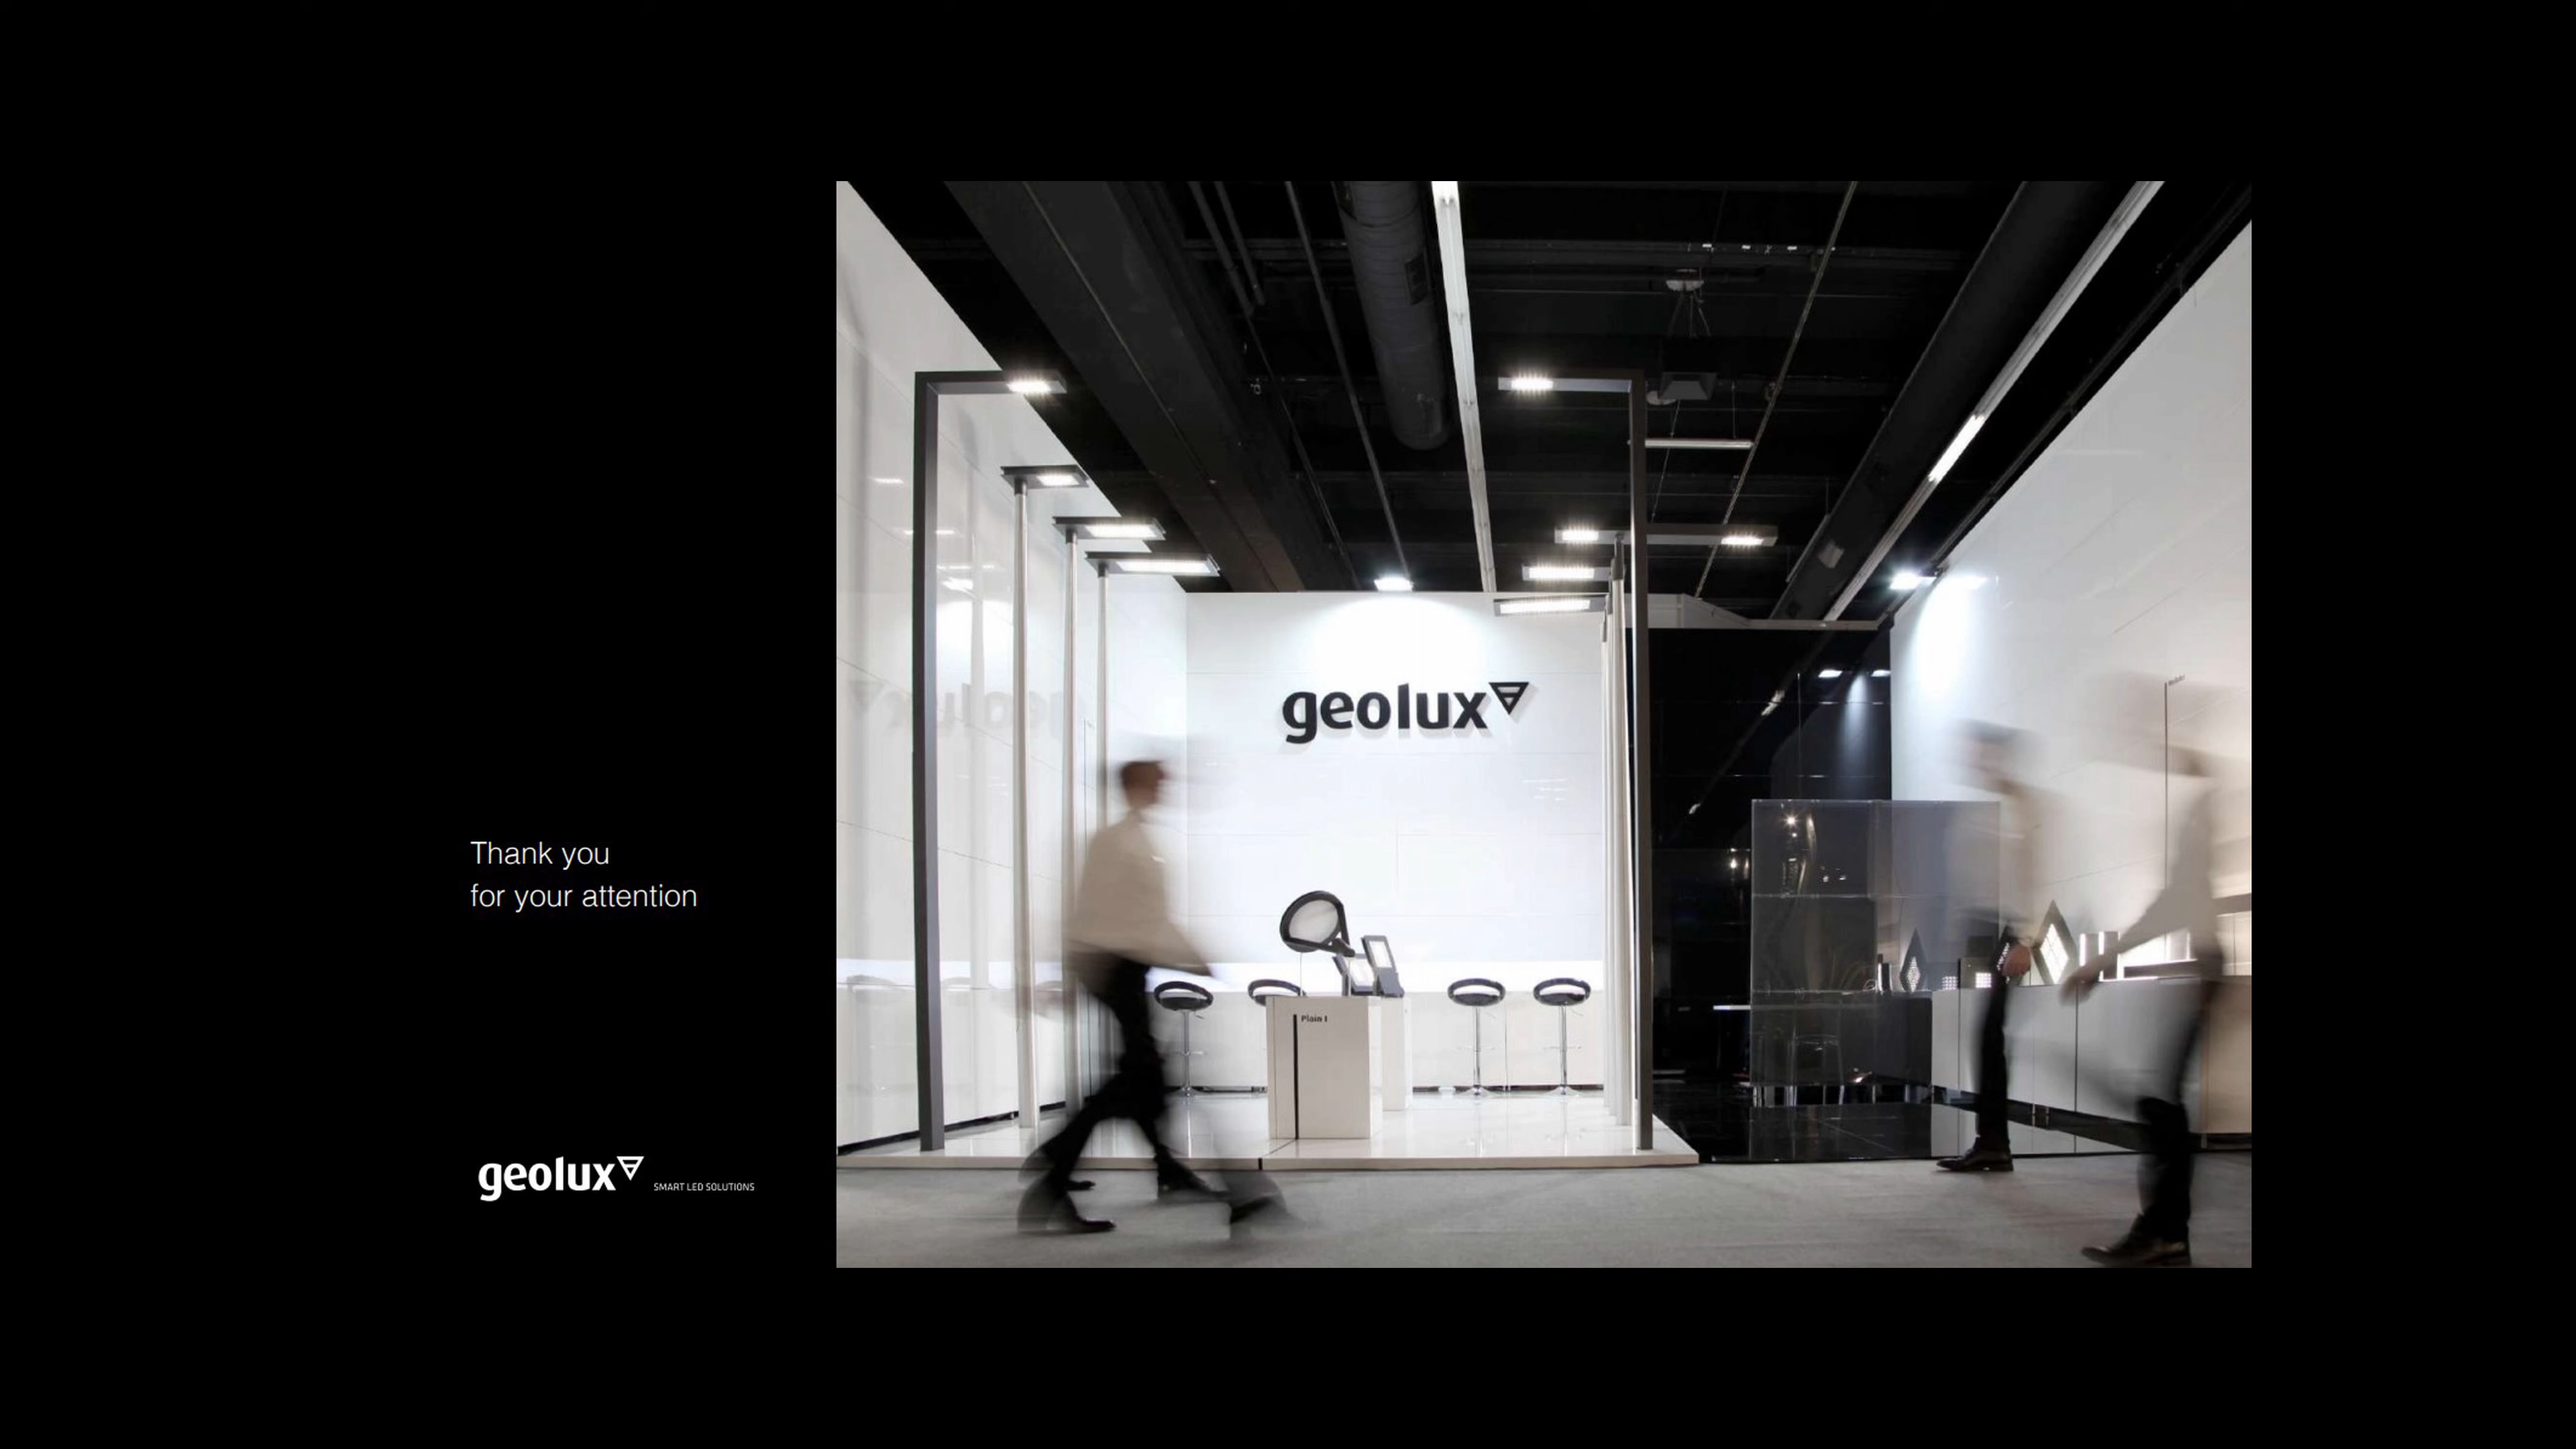 Thank you
for your attention
geolux
SMART LED SOLUTIONS
geolux
Plain I